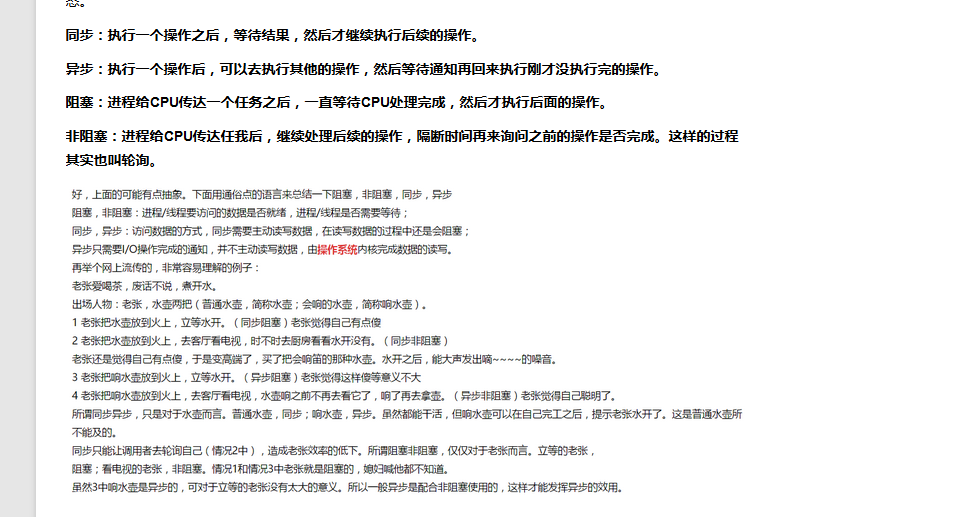 态。
同步：执行一个操作之后，等待结果，然后才继续执行后续的操作。
异步：执行一个操作后，可以去执行其他的操作，然后等待通知再回来执行刚才没执行完的操作。
阻塞：进程给CPU传达一个任务之后，一直等待CPU处理完成，然后才执行后面的操作。
非阻塞：进程给CPU传达任我后，继续处理后续的操作，隔断时间再来询问之前的操作是否完成。这样的过程
其实也叫轮询。
好，上面的可能有点抽象。下面用通俗点的语言来总结一下阻塞，非阻塞，同步，异步
阻塞，非阻塞：进程/线程要访问的数据是否就绪，进程/线程是否需要等待；
同步，异步：访问数据的方式，同步需要主动读写数据，在读写数据的过程中还是会阻塞；
异步只需要I/O操作完成的通知，并不主动读写数据，由操作系统内核完成数据的读写。
再举个网上流传的，非常容易理解的例子：
老张爱喝茶，废话不说，煮开水。
出场人物：老张，水壶两把（普通水壶，简称水壶；会响的水壶，简称响水壶）。
1 老张把水壶放到火上，立等水开。（同步阻塞）老张觉得自己有点傻
2 老张把水壶放到火上，去客厅看电视，时不时去厨房看看水开没有。（同步非阻塞）
老张还是觉得自己有点傻，于是变高端了，买了把会响笛的那种水壶。水开之后，能大声发出嘀~~~~的噪音。
3 老张把响水壶放到火上，立等水开。（异步阻塞）老张觉得这样傻等意义不大
4 老张把响水壶放到火上，去客厅看电视，水壶响之前不再去看它了，响了再去拿壶。（异步非阻塞）老张觉得自己聪明了。
所谓同步异步，只是对于水壶而言。普通水壶，同步；响水壶，异步。虽然都能干活，但响水壶可以在自己完工之后，提示老张水开了。这是普通水壶所
不能及的。
同步只能让调用者去轮询自己（情况2中），造成老张效率的低下。所谓阻塞非阻塞，仅仅对于老张而言。立等的老张，
阻塞；看电视的老张，非阻塞。情况1和情况3中老张就是阻塞的，媳妇喊他都不知道。
虽然3中响水壶是异步的，可对于立等的老张没有太大的意义。所以一般异步是配合非阻塞使用的，这样才能发挥异步的效用。